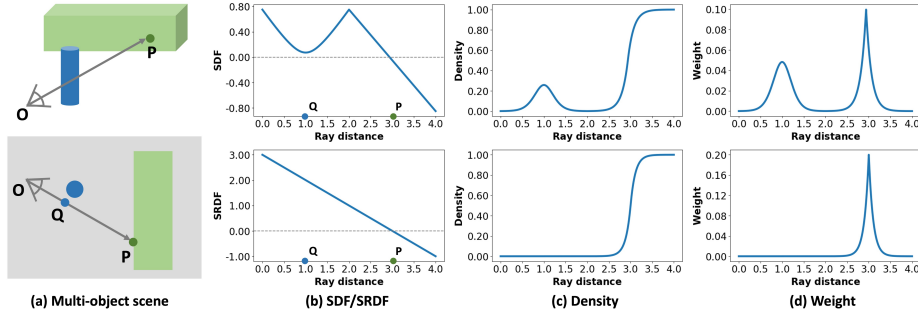 P
O
O
Q
P
(a) Multi-object scene
0.80
0.40
0.00
-0.40
-0.80
SDF
Q
P
0.0 0.5 1.0 1.5 2.0 2.5 3.0 3.5 4.0
Ray distance
3.00
2.00
1.00
0.00
-1.00
SRDF
Q
P
0.0 0.5 1.0 1.5 2.0 2.5 3.0 3.5 4.0
Ray distance
(b) SDF/SRDF
1.00
0.80
0.60
0.40
0.20
0.00
Density
0.0 0.5 1.0 1.5 2.0 2.5 3.0 3.5 4.0
Ray distance
1.00
0.80
0.60
0.40
0.20
0.00
Density
0.0 0.5 1.0 1.5 2.0 2.5 3.0 3.5 4.0
Ray distance
(c) Density
0.10
0.08
0.06
0.04
0.02
0.00
Weight
0.0 0.5 1.0 1.5 2.0 2.5 3.0 3.5 4.0
Ray distance
0.20
0.16
0.12
0.08
0.04
0.00
Weight
0.0 0.5 1.0 1.5 2.0 2.5 3.0 3.5 4.0
Ray distance
(d) Weight